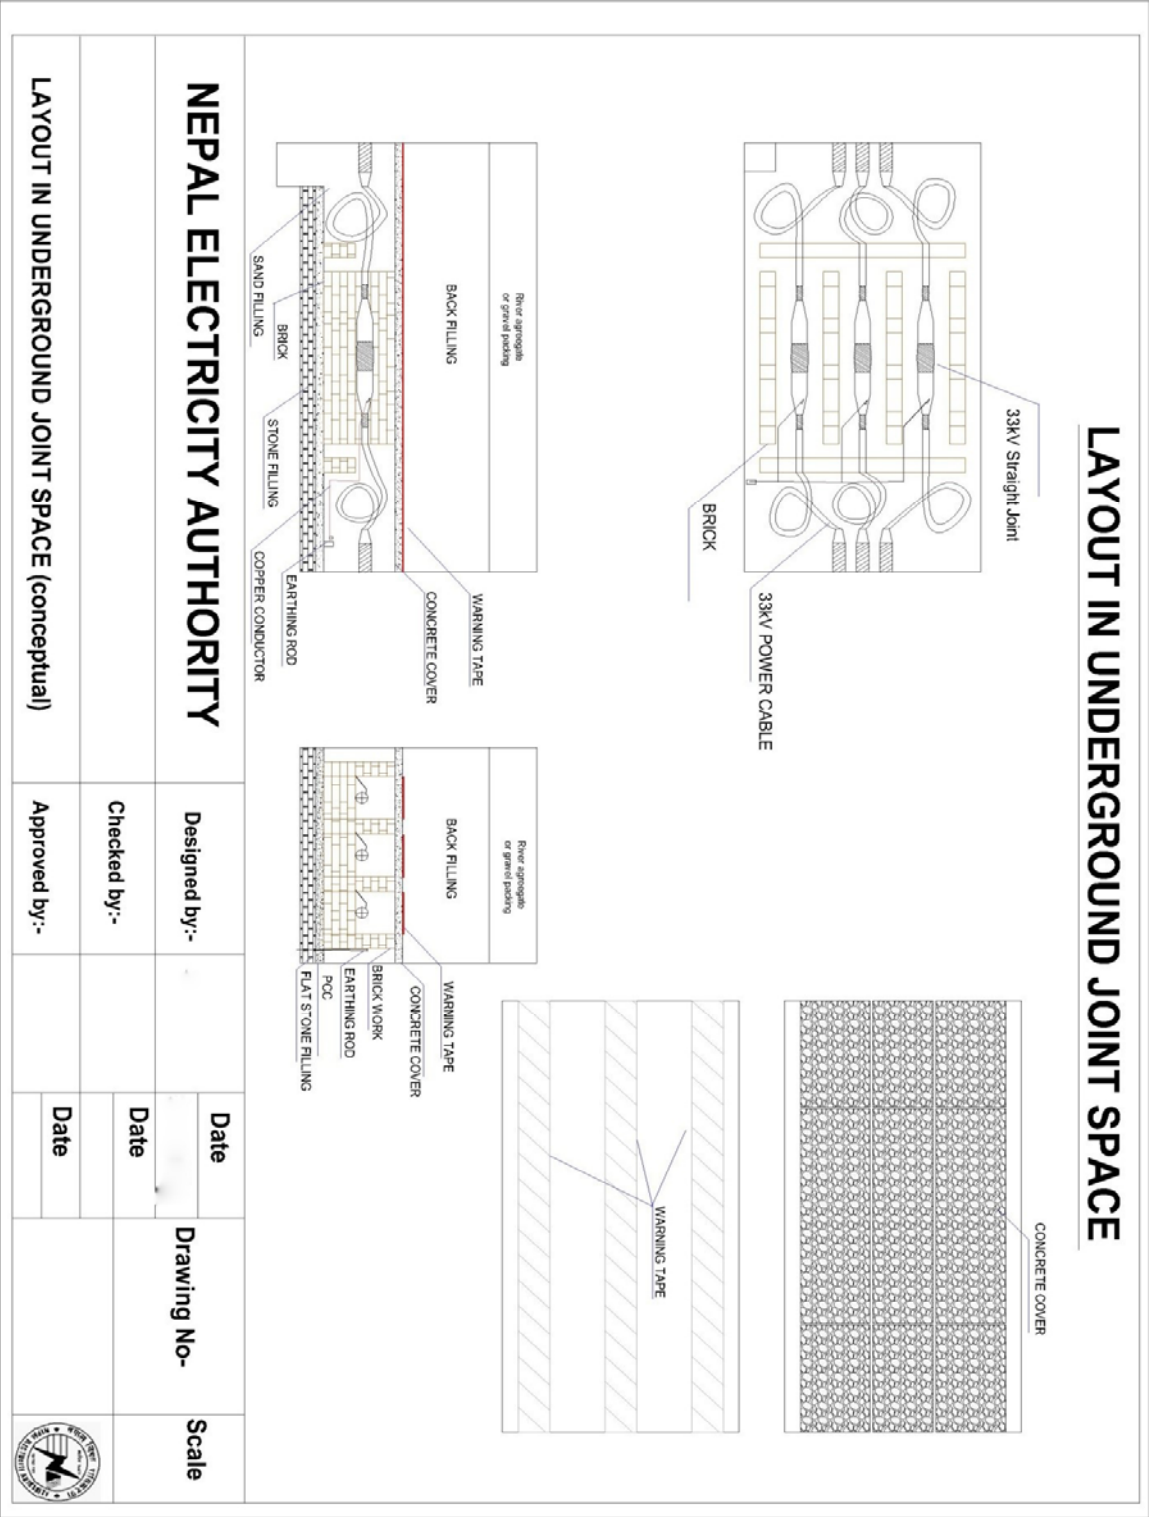 LAYOUT IN UNDERGROUND JOINT SPACE
33kV Straight Joint
BRICK
33kV POWER CABLE
CONCRETE COVER
WARNING TAPE
River agroegate
or gravel packing
BACK FILLING
WARNING TAPE
CONCRETE COVER
SAND FILLING
BRICK
STONE FILLING
EARTHING ROD
COPPER CONDUCTOR
River agroegate
or gravel packing
BACK FILLING
WARNING TAPE
CONCRETE COVER
BRICK WORK
EARTHING ROD
PCC
FLAT STONE FILLING
NEPAL ELECTRICITY AUTHORITY
LAYOUT IN UNDERGROUND JOINT SPACE (conceptual)
Designed by:-
Checked by:-
Approved by:-
Date
Date
Date
Drawing No-
Scale